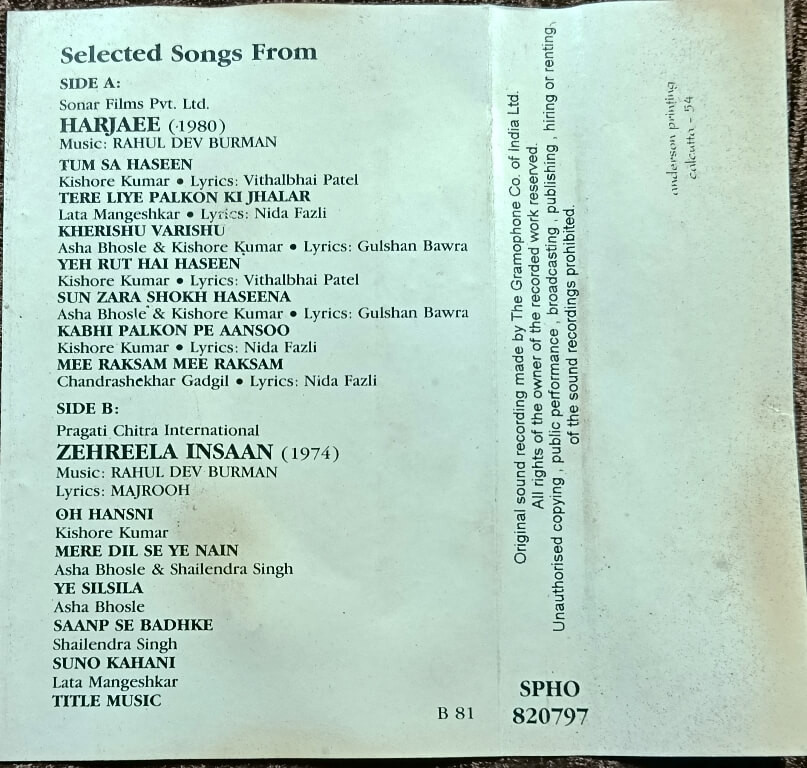 Selected Songs From
SIDE A:
Sonar Films Pvt. Ltd.
HARJAEE (1980)
Music: RAHUL DEV BURMAN
TUM SA HASEEN
Kishore Kumar • Lyrics: Vithalbhai Patel
TERE LIYE PALKON KI JHALAR
Lata Mangeshkar • Lyrics: Nida Fazli
KHERISHU VARISHU
Asha Bhosle & Kishore Kumar • Lyrics: Gulshan Bawra
YEH RUT HAI HASEEN
Kishore Kumar • Lyrics: Vithalbhai Patel
SUN ZARA SHOKH HASEENA
Asha Bhosle & Kishore Kumar • Lyrics: Gulshan Bawra
KABHI PALKON PE AANSOO
Kishore Kumar • Lyrics: Nida Fazli
MEE RAKSAM MEE RAKSAM
Chandrashekhar Gadgil • Lyrics: Nida Fazli
SIDE B:
Pragati Chitra International
ZEHREELA INSAAN (1974)
Music: RAHUL DEV BURMAN
Lyrics: MAJROOH
OH HANSNI
Kishore Kumar
MERE DIL SE YE NAIN
Asha Bhosle & Shailendra Singh
YE SILSILA
Asha Bhosle
SAANP SE BADHKE
Shailendra Singh
SUNO KAHANI
Lata Mangeshkar
TITLE MUSIC
B 81
Original sound recording made by The Gramophone Co. of India Ltd.
All rights of the owner of the recorded work reserved.
Unauthorised copying , public performance , broadcasting , publishing , hiring or renting,
of the sound recordings prohibited.
SPHO
820797
anderson printing
calcutta - 54